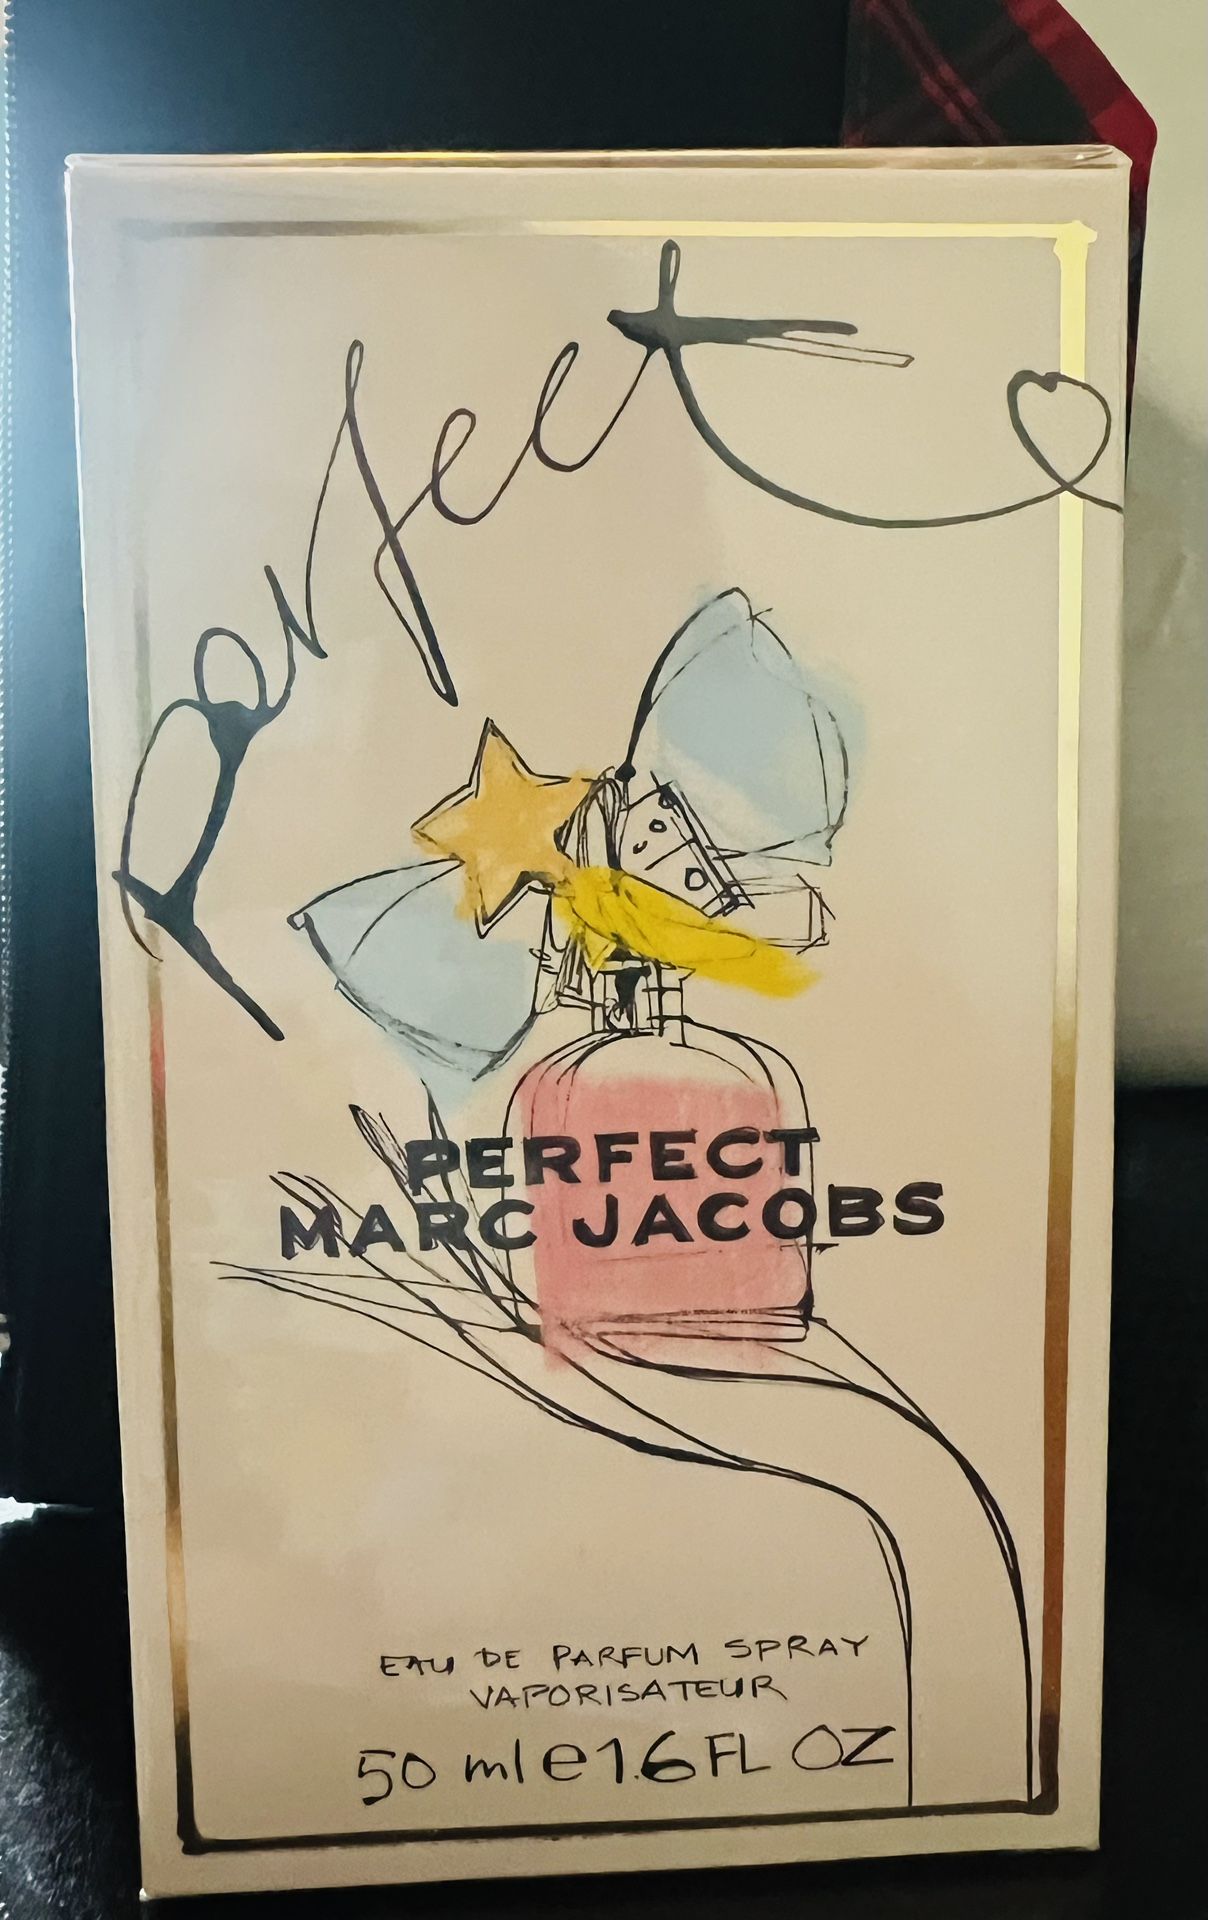 Perfect
PERFECT
MARC JACOBS
EAU DE PARFUM SPRAY
VAPORISATEUR
50 ml e 1.6 FL OZ